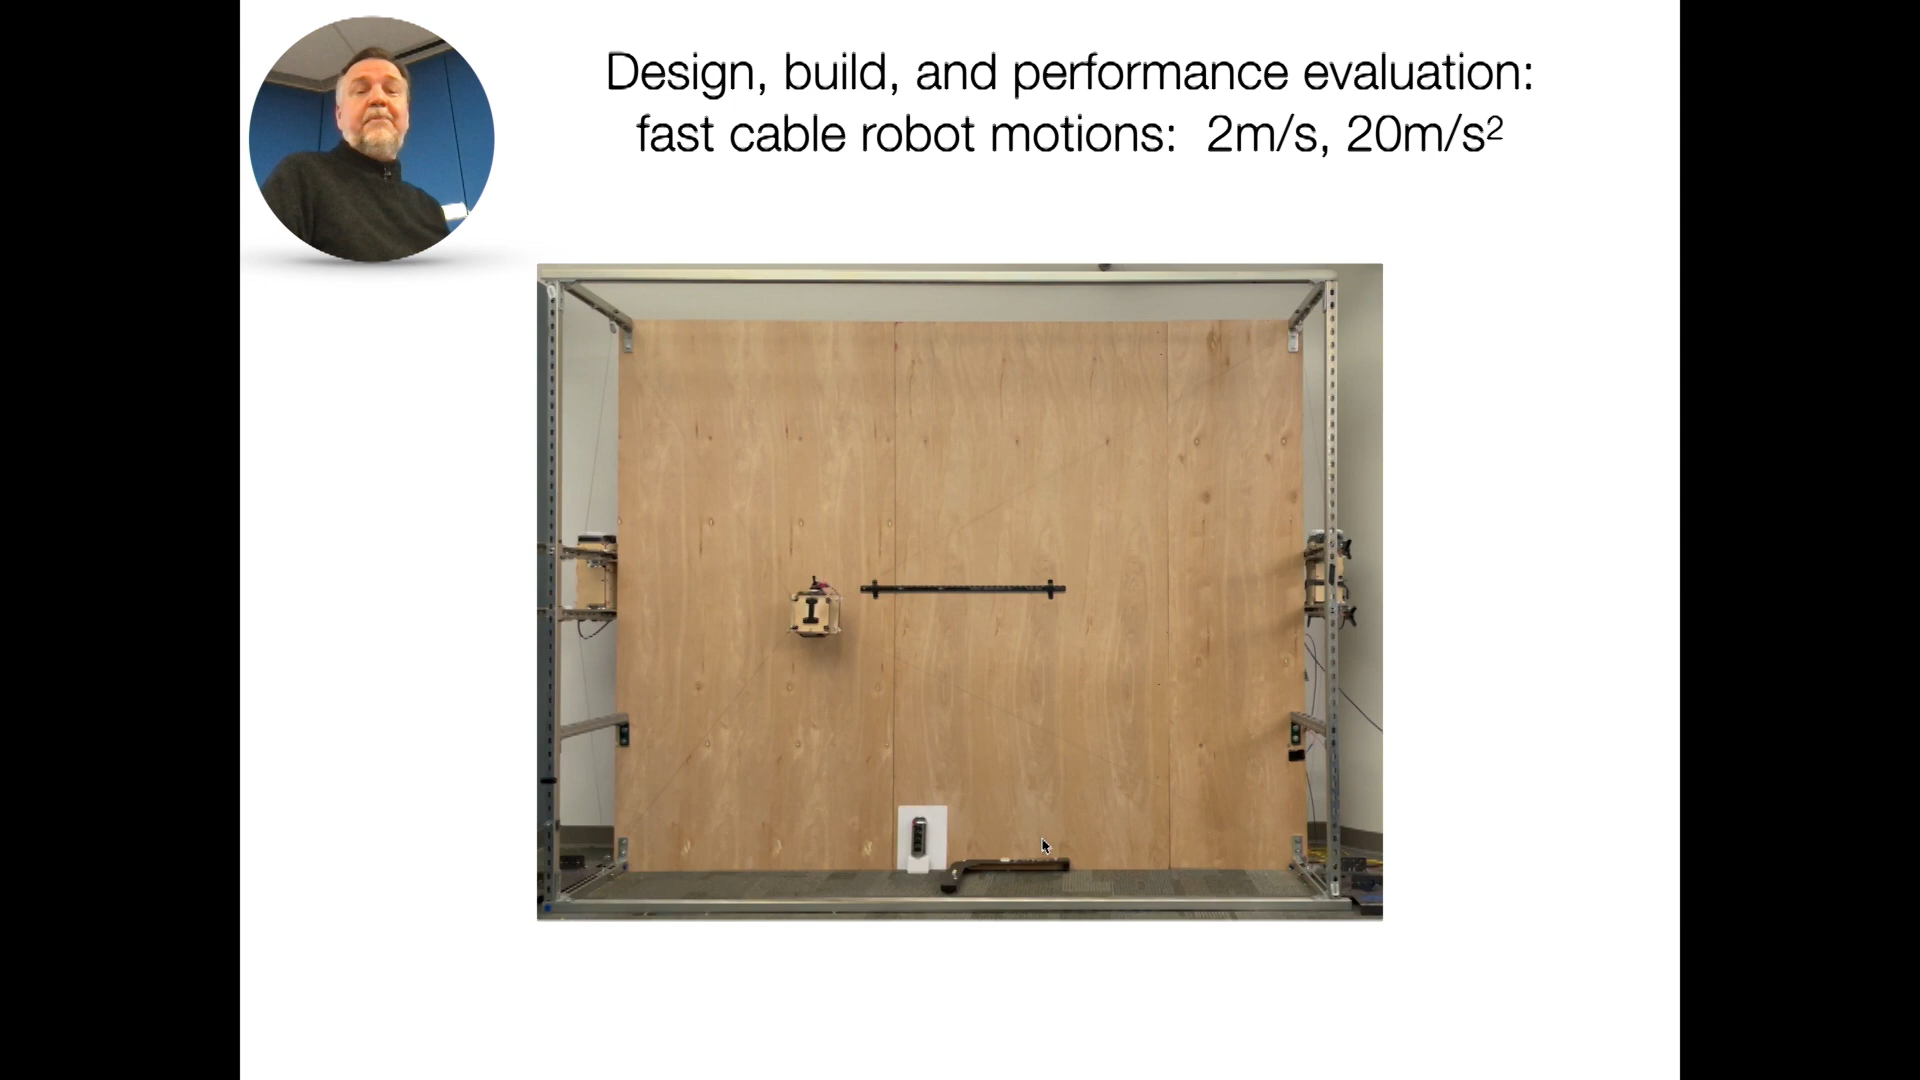 Design, build, and performance evaluation:
fast cable robot motions: 2m/s, 20m/s²